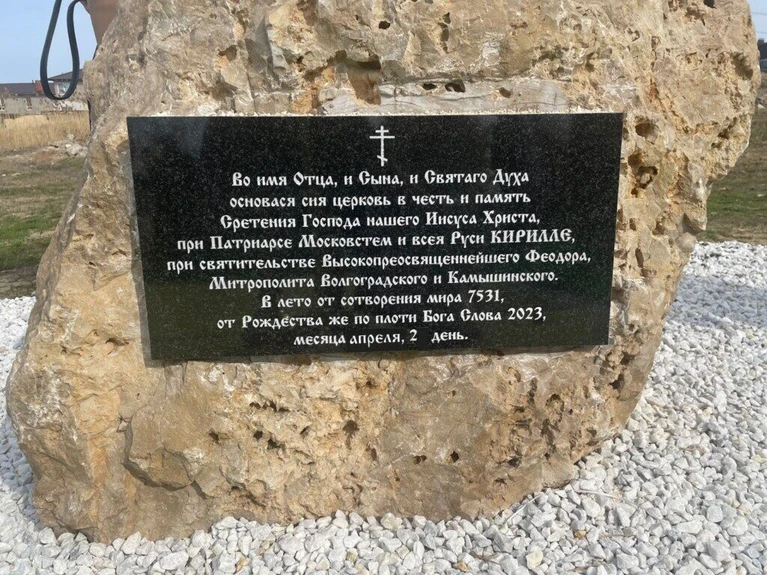 Во имя Отца, и Сына, и Святаго Духа
основася сия церковь в честь и память
Сретения Господа нашего Иисуса Христа,
при Патриарсе Московстем и всея Руси КИРИЛЛЕ,
при святительстве Высокопреосвященнейшего Феодора,
Митрополита Волгоградского и Камышинского.
В лето от сотворения мира 7531,
от Рождества же по плоти Бога Слова 2023,
месяца апреля, 2 день.